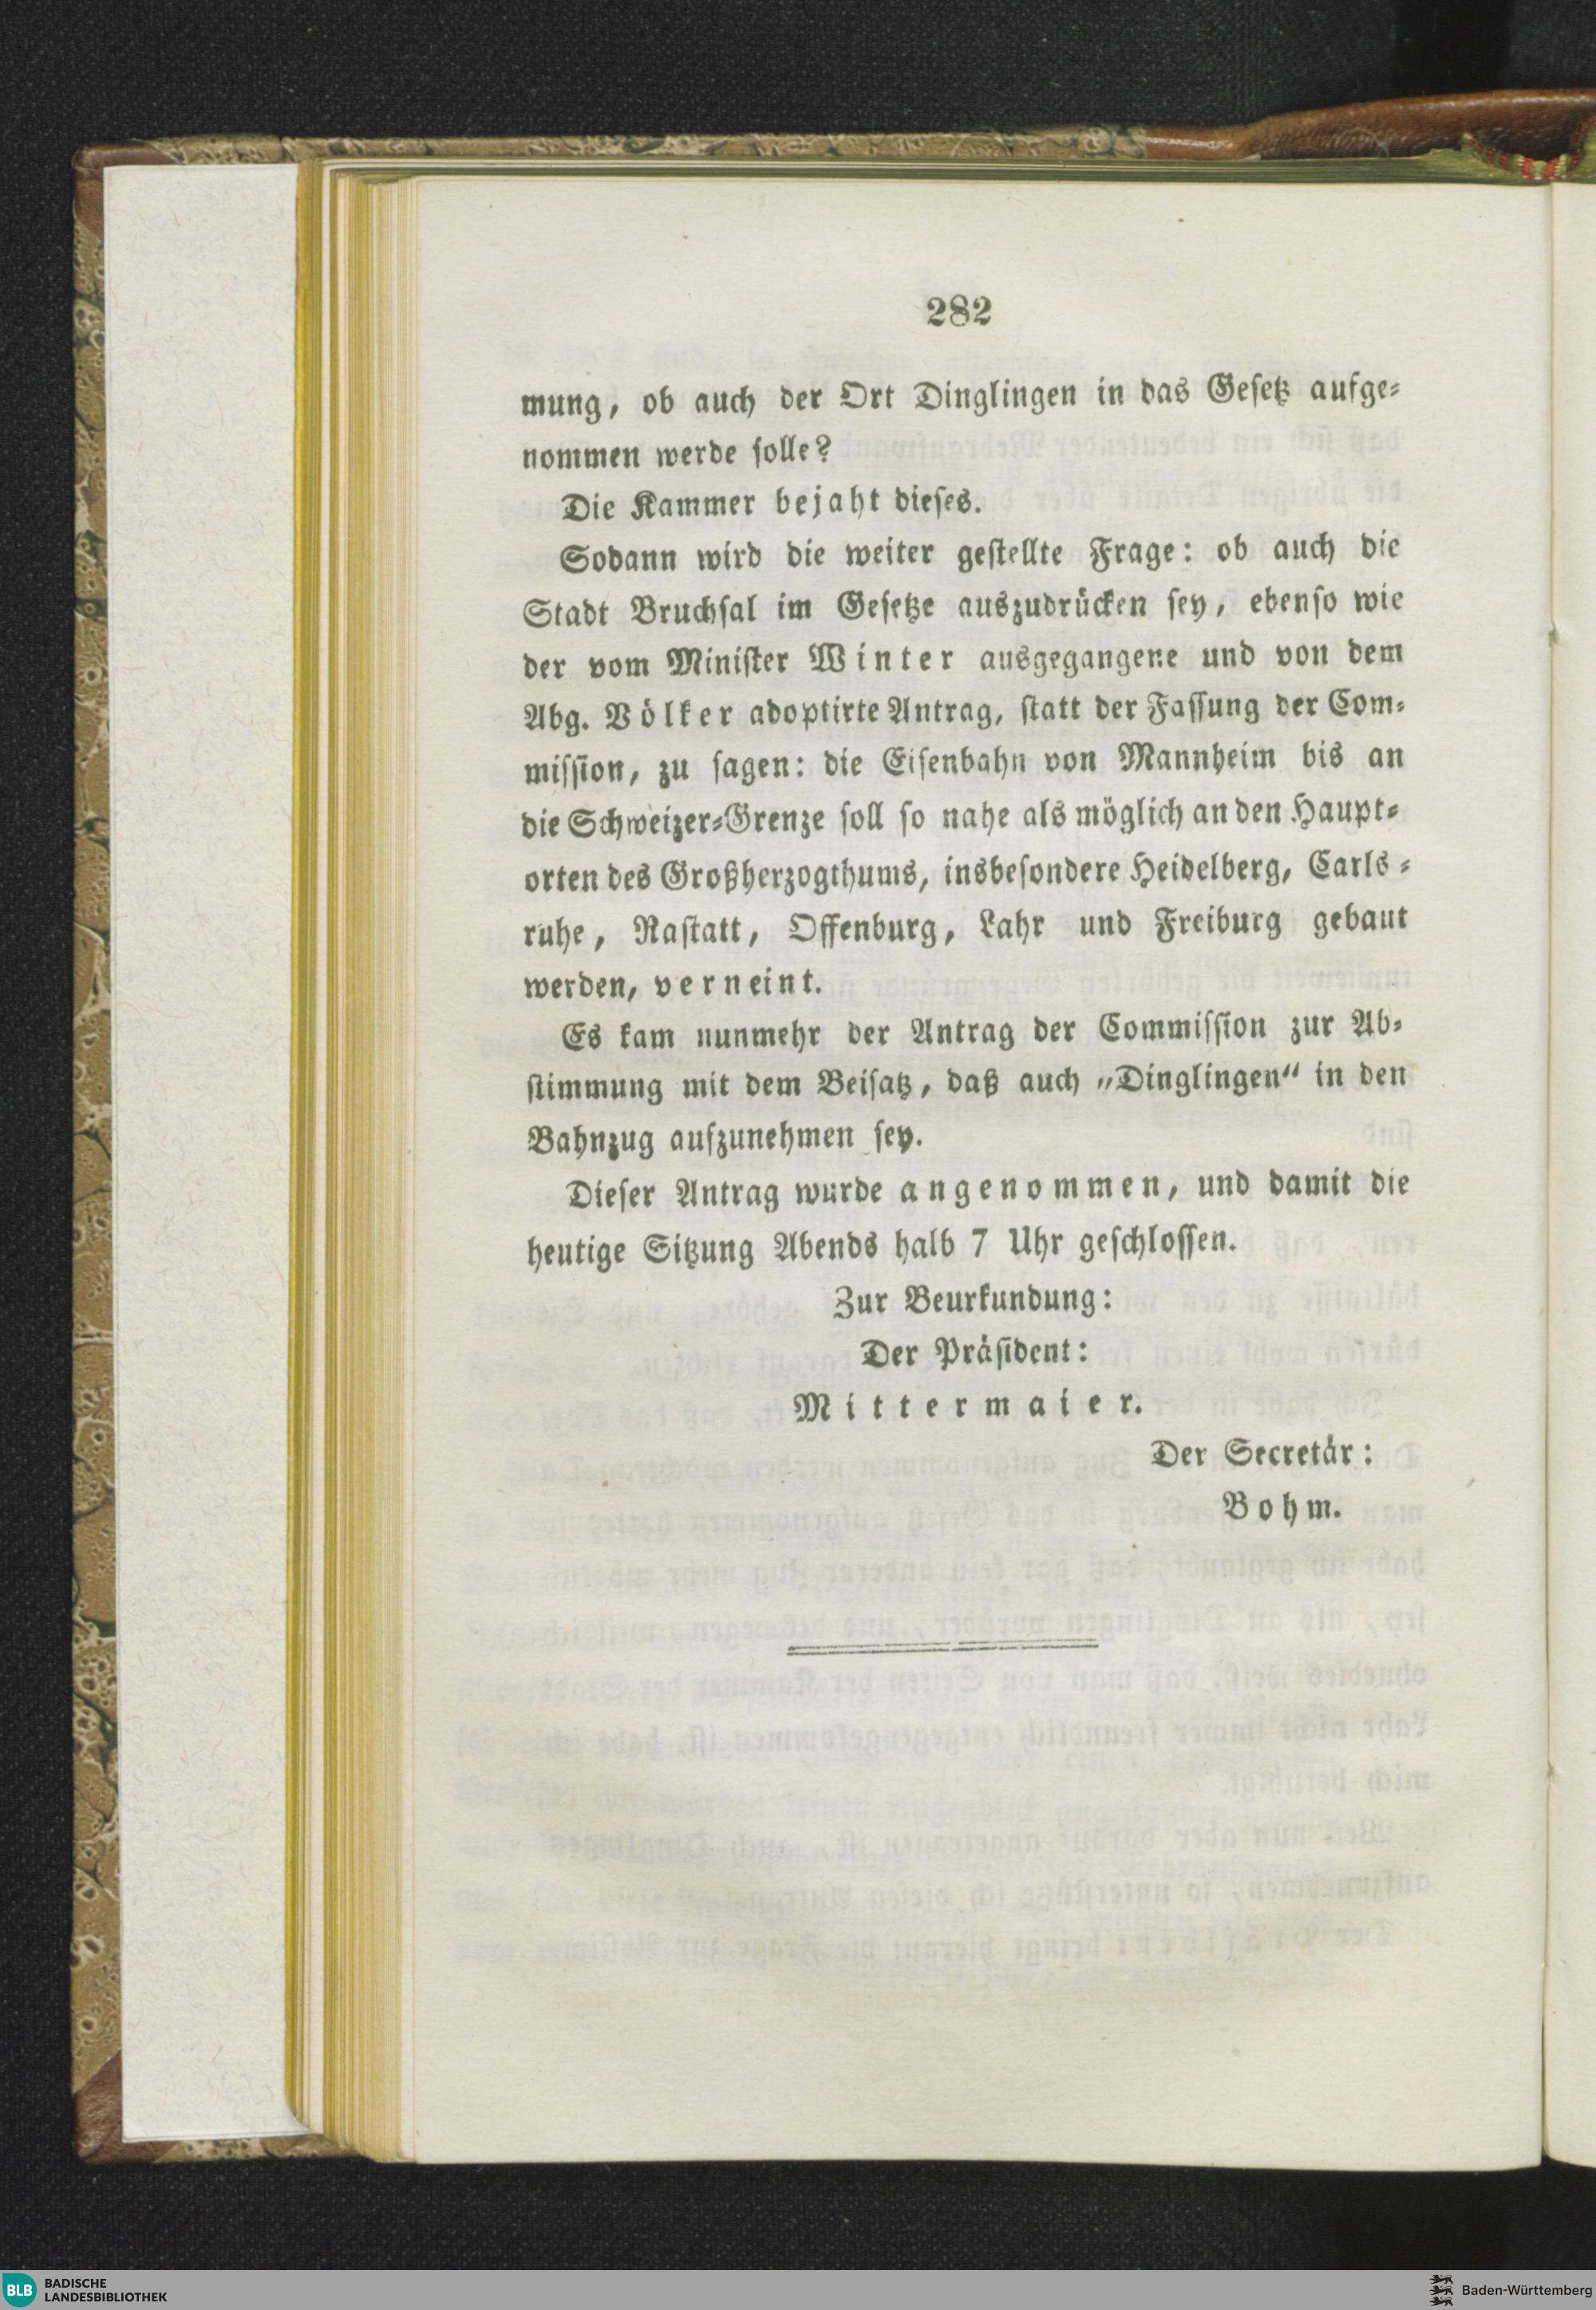 282
mung, ob auch der Ort Dinglingen in das Gesetz aufge-
nommen werde solle?
Die Kammer bejaht dieses.
Sodann wird die weiter gestellte Frage: ob auch die
Stadt Bruchsal im Gesetze auszudrücken sey, ebenso wie
der vom Minister Winter ausgegangene und von dem
Abg. Völker adoptirte Antrag, statt der Fassung der Com-
mission, zu sagen: die Eisenbahn von Mannheim bis an
die Schweizer-Grenze soll so nahe als möglich an den Haupt-
orten des Großherzogthums, insbesondere Heidelberg, Carls-
ruhe, Rastatt, Offenburg, Lahr und Freiburg gebaut
werden, verneint.
Es kam nunmehr der Antrag der Commission zur Ab-
stimmung mit dem Beisatz, daß auch „Dinglingen“ in den
Bahnzug aufzunehmen sey.
Dieser Antrag wurde angenommen, und damit die
heutige Sitzung Abends halb 7 Uhr geschlossen.
Zur Beurkundung:
Der Präsident:
Mittermaier.
Der Secretär:
Bohm.
BLB BADISCHE
LANDESBIBLIOTHEK
Baden-Württemberg